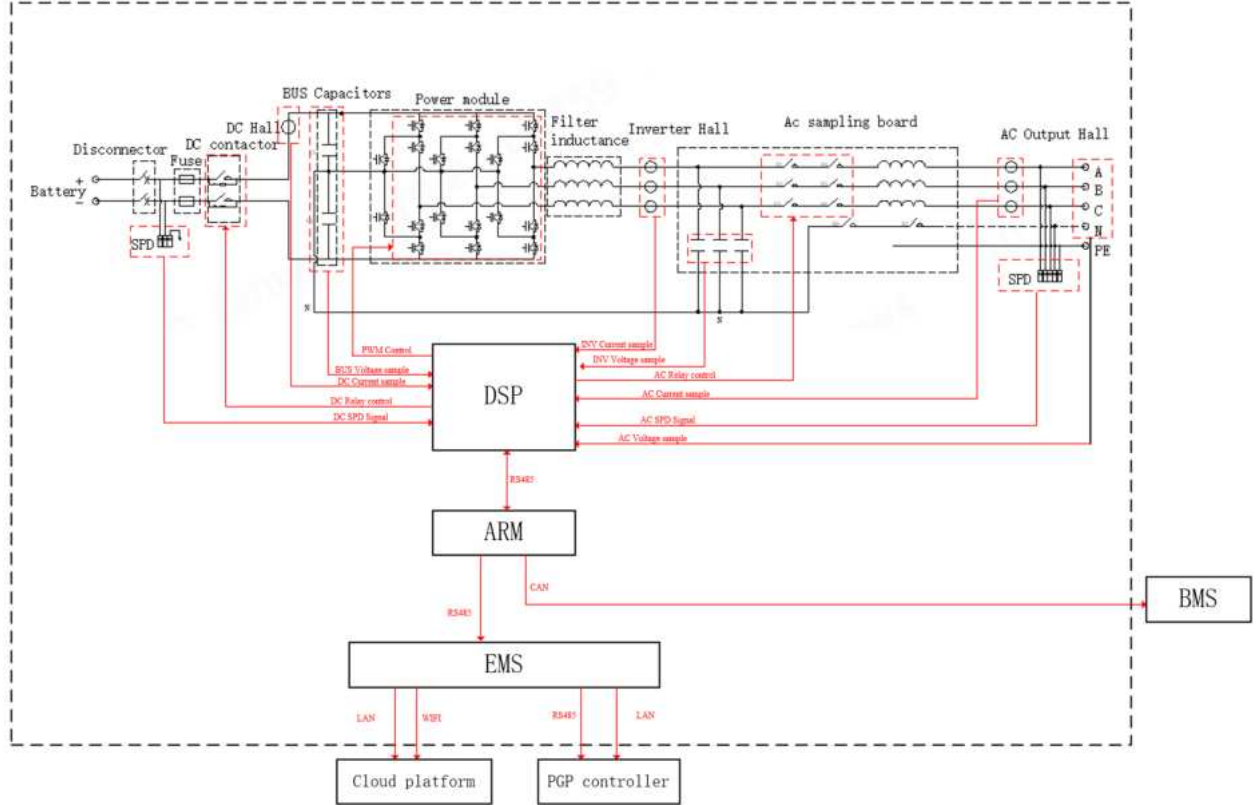 BUS Capacitors
Power module
DC Hall
Filter
inductance
Inverter Hall
Ac sampling board
AC Output Hall
Disconnector
DC contactor
Fuse
Battery
+
−
A
B
C
N
PE
SPD
SPD
N
N
PWM Control
BUS Voltage sample
DC Current sample
DC Relay control
DC SPD Signal
DSP
INV Current sample
INV Voltage sample
AC Relay control
AC Current sample
AC SPD Signal
AC Voltage sample
RS485
ARM
CAN
RS485
BMS
EMS
LAN
WIFI
RS485
LAN
Cloud platform
PGP controller